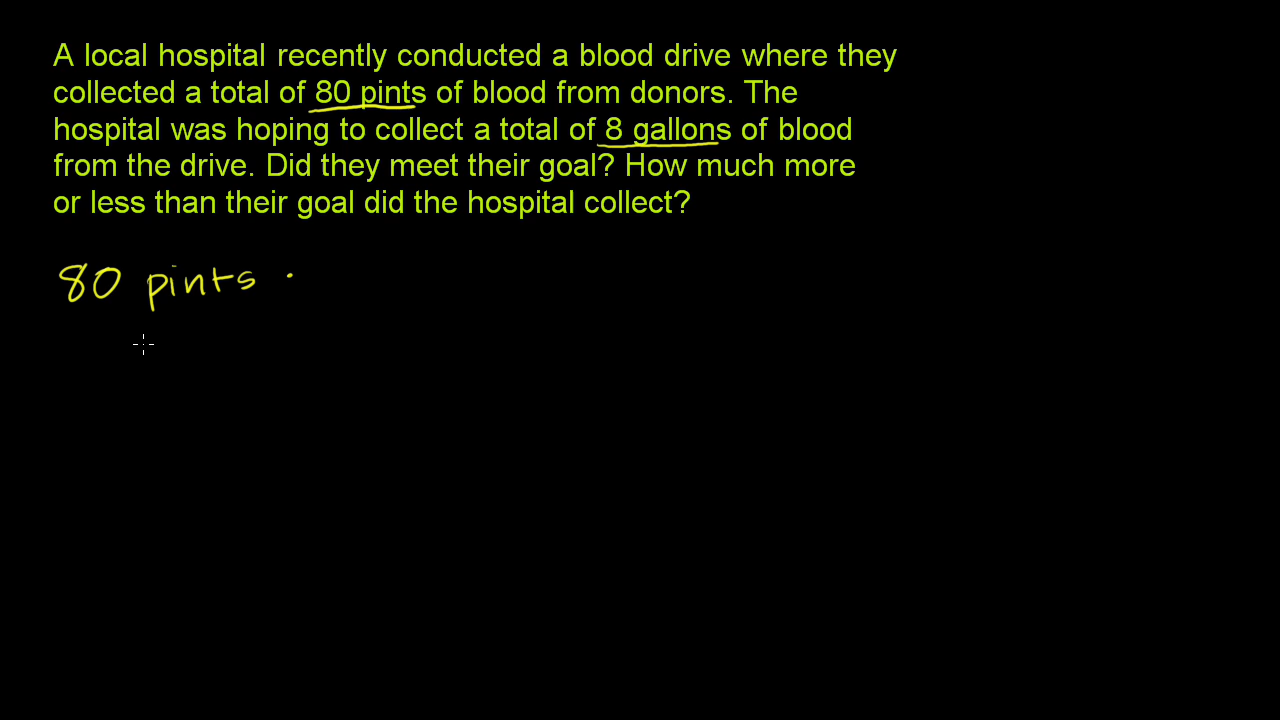 A local hospital recently conducted a blood drive where they
collected a total of 80 pints of blood from donors. The
hospital was hoping to collect a total of 8 gallons of blood
from the drive. Did they meet their goal? How much more
or less than their goal did the hospital collect?
80 pints ·